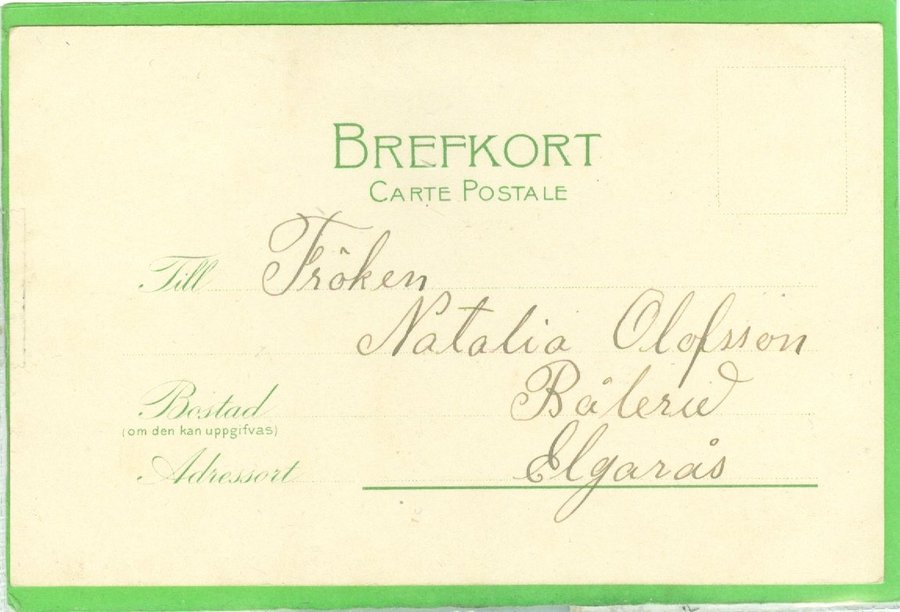 BREFKORT
CARTE POSTALE
Till Fröken
Natalia Olofsson
Bostad Bålerud
(om den kan uppgifvas)
Adressort Elgarås